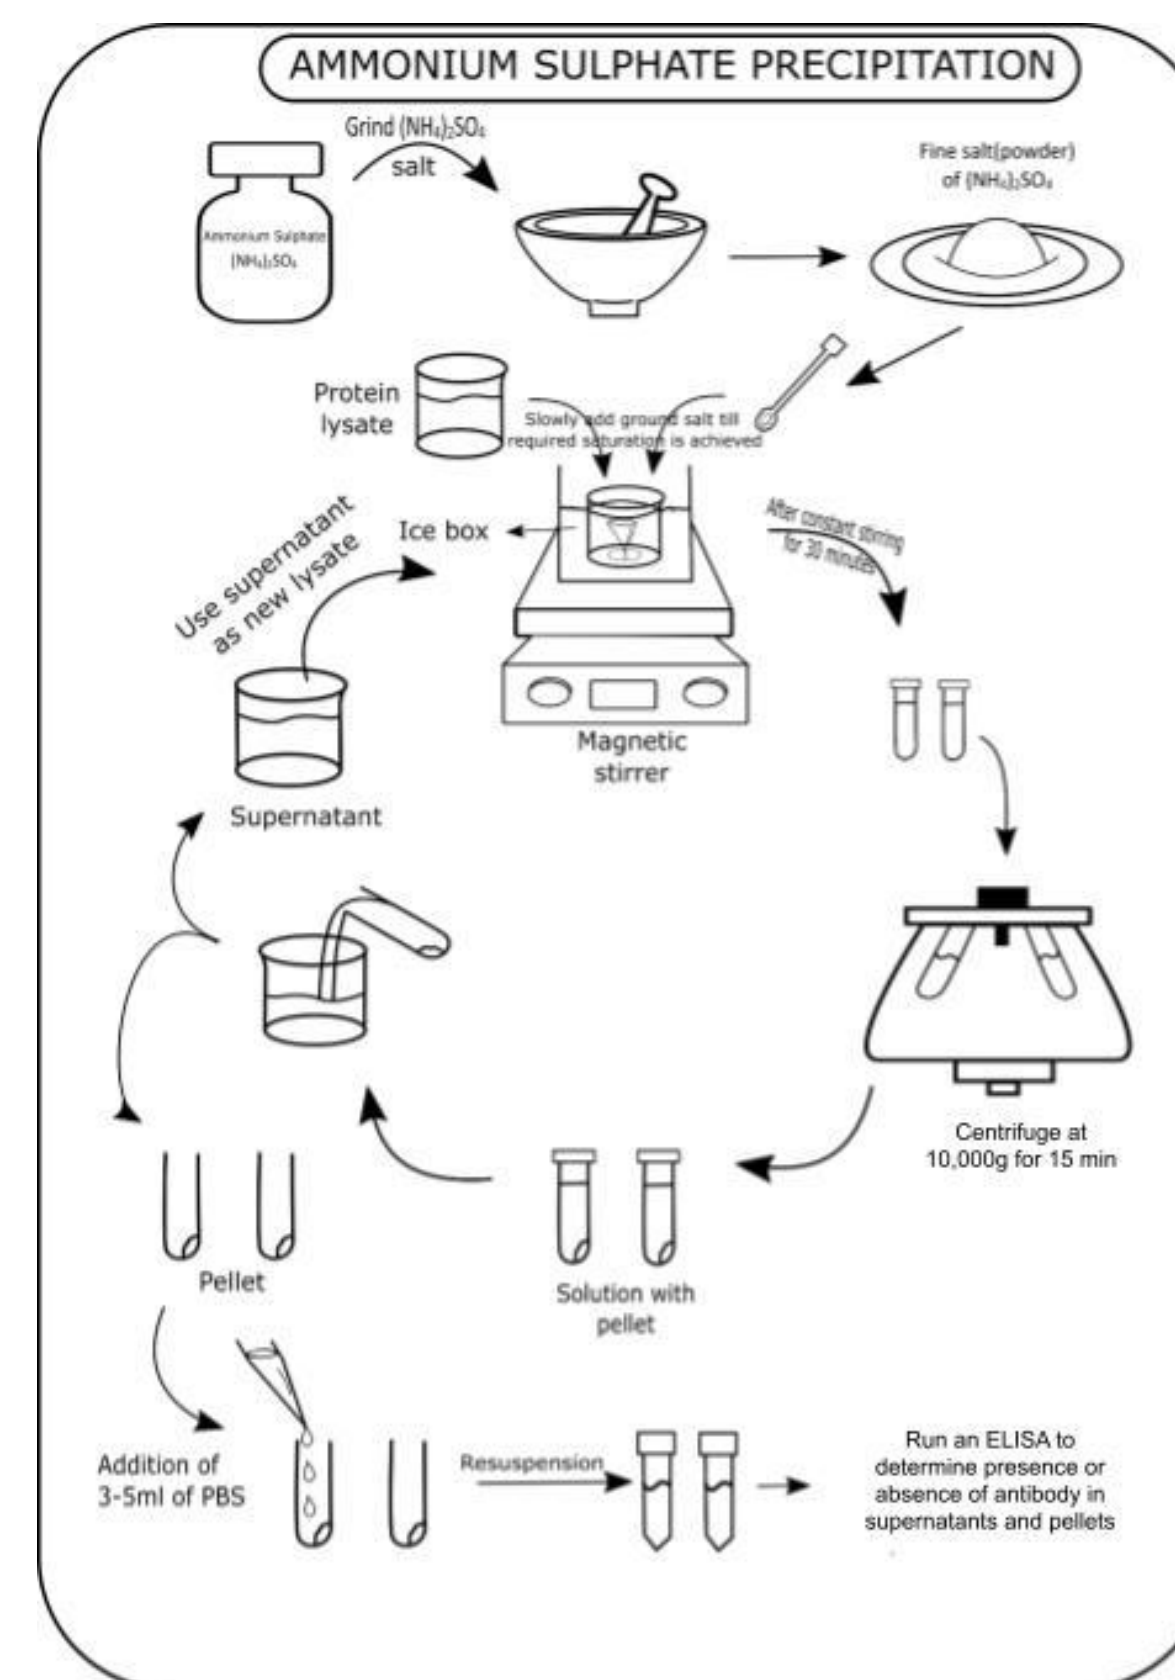 AMMONIUM SULPHATE PRECIPITATION
Grind (NH₄)₂SO₄
salt
Ammonium Sulphate
(NH₄)₂SO₄
Fine salt(powder)
of (NH₄)₂SO₄
Protein
lysate
Slowly add ground salt till
required saturation is achieved
Ice box
After constant stirring
for 30 minutes
Use supernatant
as new lysate
Magnetic
stirrer
Supernatant
Centrifuge at
10,000g for 15 min
Solution with
pellet
Pellet
Addition of
3-5ml of PBS
Resuspension
Run an ELISA to
determine presence or
absence of antibody in
supernatants and pellets